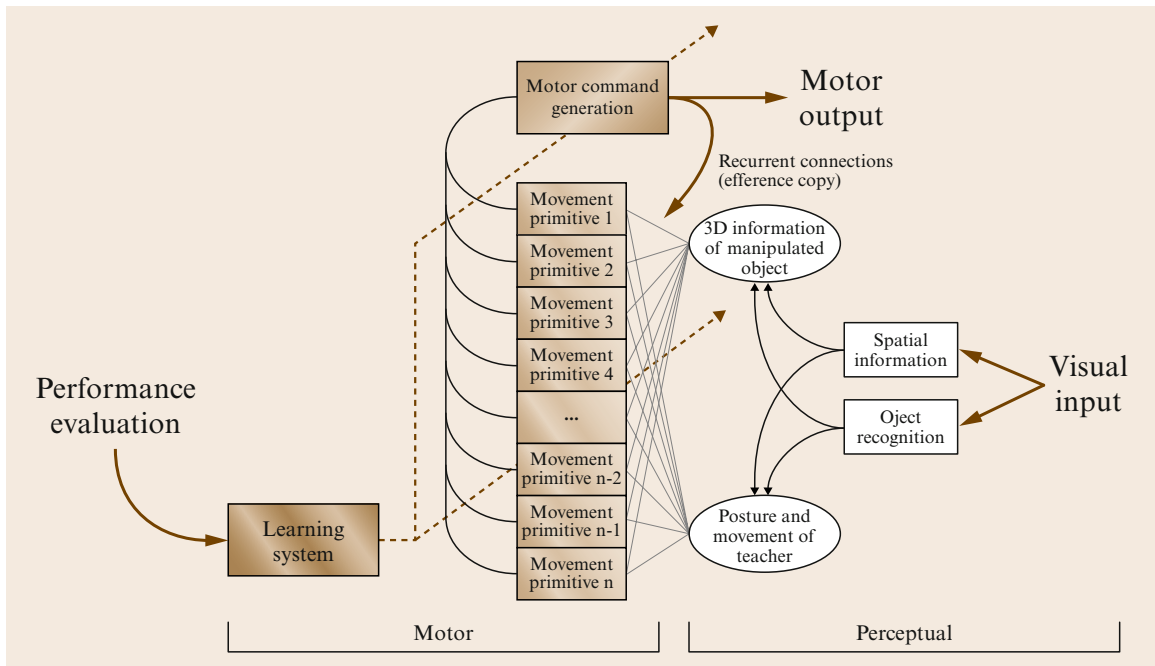 Motor command
generation
Motor
output
Recurrent connections
(efference copy)
Movement
primitive 1
Movement
primitive 2
Movement
primitive 3
Movement
primitive 4
...
Movement
primitive n-2
Movement
primitive n-1
Movement
primitive n
3D information
of manipulated
object
Spatial
information
Oject
recognition
Visual
input
Posture and
movement of
teacher
Performance
evaluation
Learning
system
Motor
Perceptual